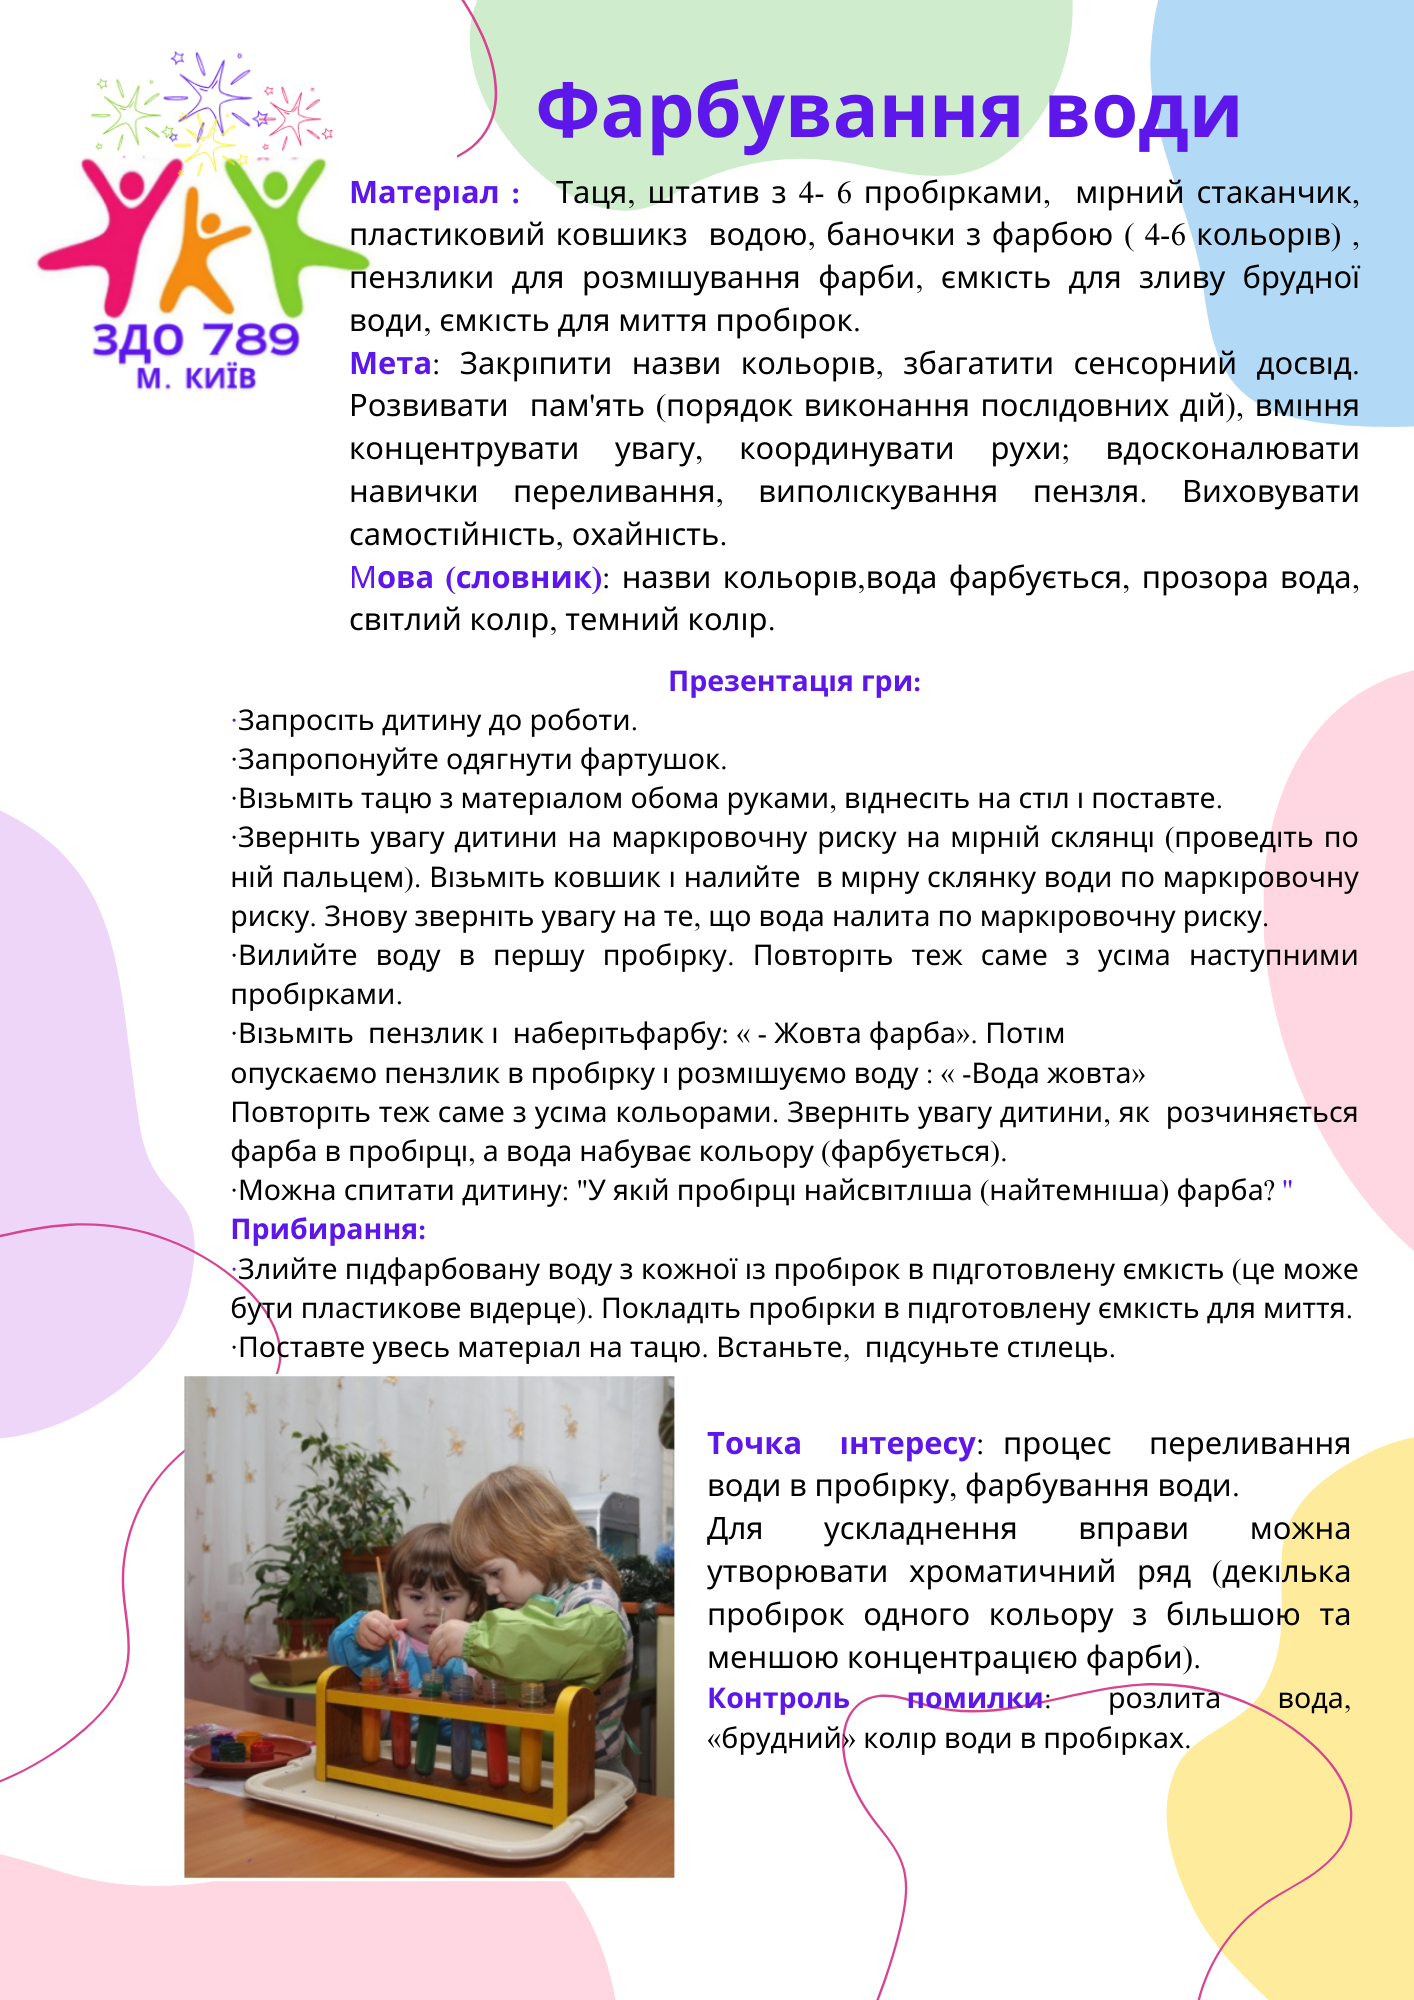 Фарбування води
ЗДО 789
М. КИЇВ
Матеріал :   Таця, штатив з 4- 6 пробірками,  мірний стаканчик,
пластиковий ковшикз  водою, баночки з фарбою ( 4-6 кольорів) ,
пензлики для розмішування фарби, ємкість для зливу брудної
води, ємкість для миття пробірок.
Мета: Закріпити назви кольорів, збагатити сенсорний досвід.
Розвивати  пам'ять (порядок виконання послідовних дій), вміння
концентрувати увагу, координувати рухи; вдосконалювати
навички переливання, виполіскування пензля. Виховувати
самостійність, охайність.
Мова (словник): назви кольорів,вода фарбується, прозора вода,
світлий колір, темний колір.
Презентація гри:
·Запросіть дитину до роботи.
·Запропонуйте одягнути фартушок.
·Візьміть тацю з матеріалом обома руками, віднесіть на стіл і поставте.
·Зверніть увагу дитини на маркіровочну риску на мірній склянці (проведіть по
ній пальцем). Візьміть ковшик і налийте  в мірну склянку води по маркіровочну
риску. Знову зверніть увагу на те, що вода налита по маркіровочну риску.
·Вилийте воду в першу пробірку. Повторіть теж саме з усіма наступними
пробірками.
·Візьміть  пензлик і  наберітьфарбу: « - Жовта фарба». Потім
опускаємо пензлик в пробірку і розмішуємо воду : « -Вода жовта»
Повторіть теж саме з усіма кольорами. Зверніть увагу дитини, як  розчиняється
фарба в пробірці, а вода набуває кольору (фарбується).
·Можна спитати дитину: "У якій пробірці найсвітліша (найтемніша) фарба? "
Прибирання:
·Злийте підфарбовану воду з кожної із пробірок в підготовлену ємкість (це може
бути пластикове відерце). Покладіть пробірки в підготовлену ємкість для миття.
·Поставте увесь матеріал на тацю. Встаньте,  підсуньте стілець.
Точка інтересу: процес переливання
води в пробірку, фарбування води.
Для ускладнення вправи можна
утворювати хроматичний ряд (декілька
пробірок одного кольору з більшою та
меншою концентрацією фарби).
Контроль помилки: розлита вода,
«брудний» колір води в пробірках.